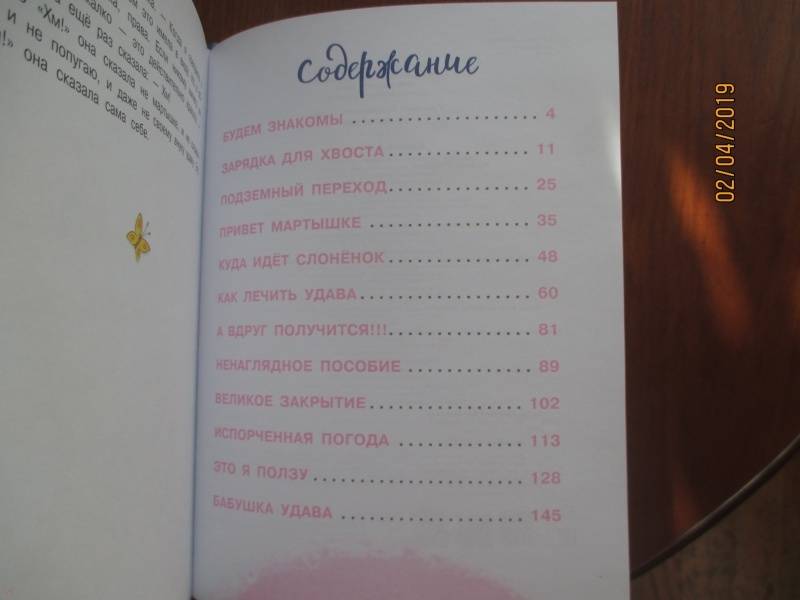 она сказала сама себе.
Содержание
БУДЕМ ЗНАКОМЫ 4
ЗАРЯДКА ДЛЯ ХВОСТА 11
ПОДЗЕМНЫЙ ПЕРЕХОД 25
ПРИВЕТ МАРТЫШКЕ 35
КУДА ИДЁТ СЛОНЁНОК 48
КАК ЛЕЧИТЬ УДАВА 60
А ВДРУГ ПОЛУЧИТСЯ!!! 81
НЕНАГЛЯДНОЕ ПОСОБИЕ 89
ВЕЛИКОЕ ЗАКРЫТИЕ 102
ИСПОРЧЕННАЯ ПОГОДА 113
ЭТО Я ПОЛЗУ 128
БАБУШКА УДАВА 145
02/04/2019